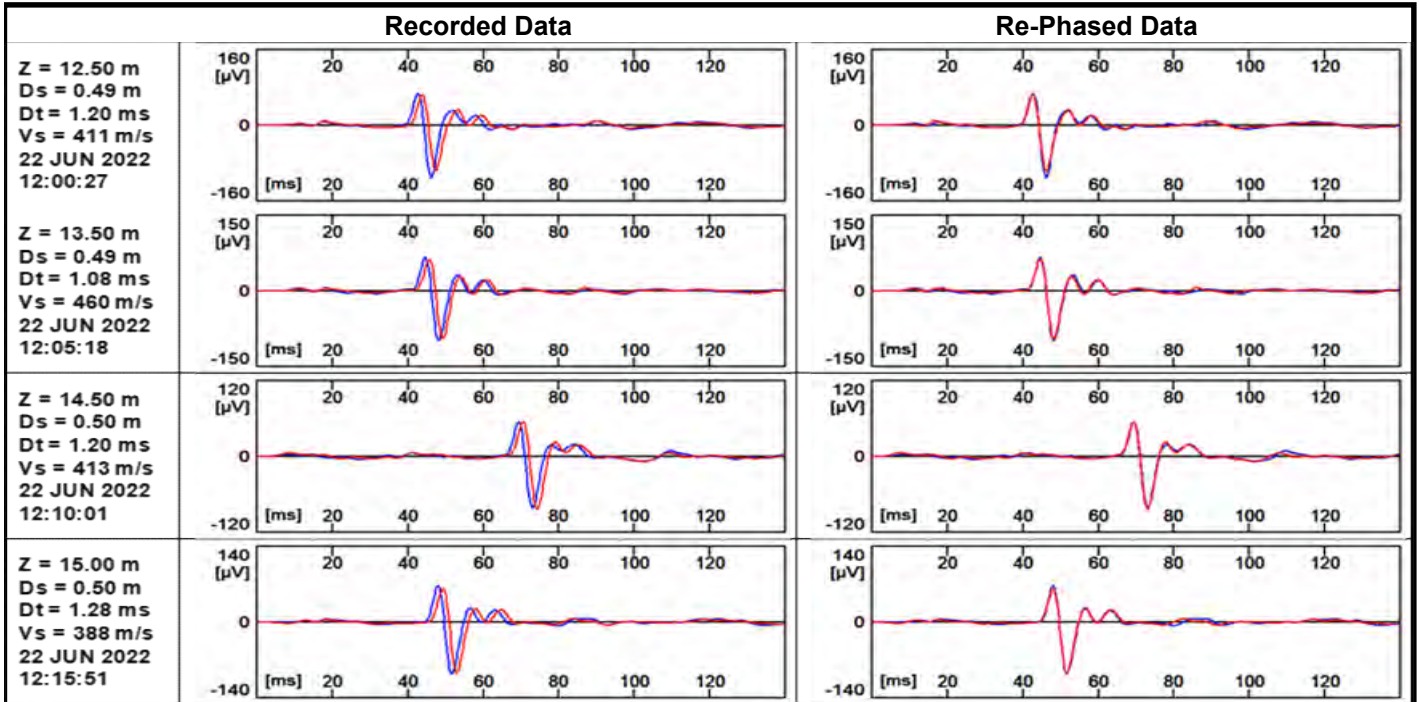 Recorded Data
Re-Phased Data
Z = 12.50 m
Ds = 0.49 m
Dt = 1.20 ms
Vs = 411 m/s
22 JUN 2022
12:00:27
160 20 40 60 80 100 120
[µV]
0
-160 [ms] 20 40 60 80 100 120
160 20 40 60 80 100 120
[µV]
0
-160 [ms] 20 40 60 80 100 120
Z = 13.50 m
Ds = 0.49 m
Dt = 1.08 ms
Vs = 460 m/s
22 JUN 2022
12:05:18
150 20 40 60 80 100 120
[µV]
0
-150 [ms] 20 40 60 80 100 120
150 20 40 60 80 100 120
[µV]
0
-150 [ms] 20 40 60 80 100 120
Z = 14.50 m
Ds = 0.50 m
Dt = 1.20 ms
Vs = 413 m/s
22 JUN 2022
12:10:01
120 20 40 60 80 100 120
[µV]
0
-120 [ms] 20 40 60 80 100 120
120 20 40 60 80 100 120
[µV]
0
-120 [ms] 20 40 60 80 100 120
Z = 15.00 m
Ds = 0.50 m
Dt = 1.28 ms
Vs = 388 m/s
22 JUN 2022
12:15:51
140 20 40 60 80 100 120
[µV]
0
-140 [ms] 20 40 60 80 100 120
140 20 40 60 80 100 120
[µV]
0
-140 [ms] 20 40 60 80 100 120